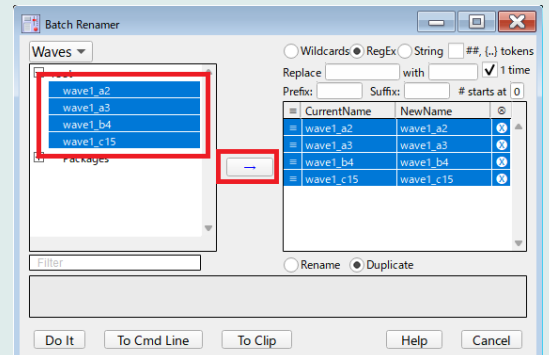 Batch Renamer
Waves
Wildcards RegEx String ##, {..} tokens
Replace with 1 time
Prefix: Suffix: # starts at 0
root
wave1_a2
wave1_a3
wave1_b4
wave1_c15
Packages
→
CurrentName NewName
wave1_a2 wave1_a2
wave1_a3 wave1_a3
wave1_b4 wave1_b4
wave1_c15 wave1_c15
Filter
Rename Duplicate
Do It To Cmd Line To Clip Help Cancel